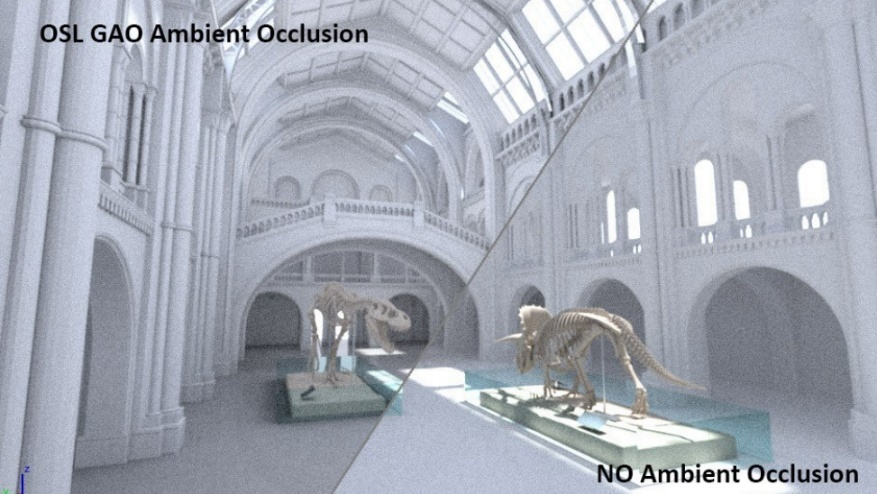 OSL GAO Ambient Occlusion
NO Ambient Occlusion
z